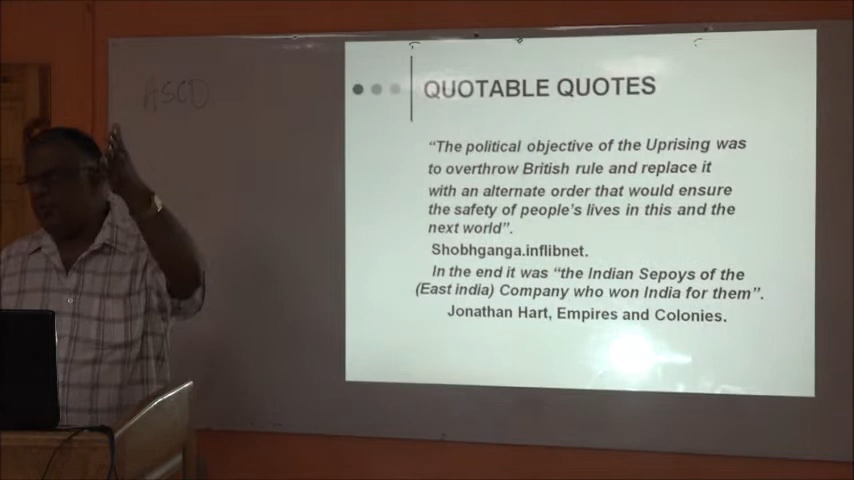 ASCD
QUOTABLE QUOTES
“The political objective of the Uprising was
to overthrow British rule and replace it
with an alternate order that would ensure
the safety of people’s lives in this and the
next world”.
Shobhganga.inflibnet.
In the end it was “the Indian Sepoys of the
(East india) Company who won India for them”.
Jonathan Hart, Empires and Colonies.